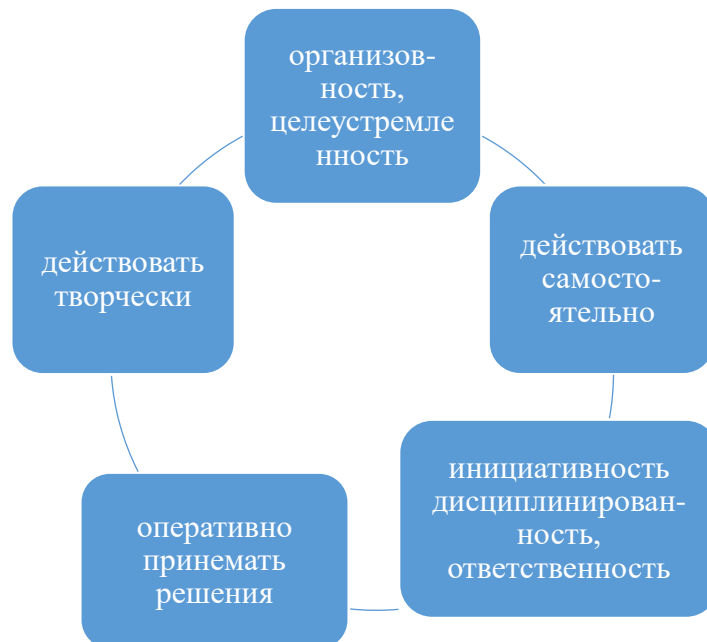 организов-
ность,
целеустремле
нность
действовать
самосто-
ятельно
инициативность
дисциплинирован-
ность,
ответственность
оперативно
принемать
решения
действовать
творчески